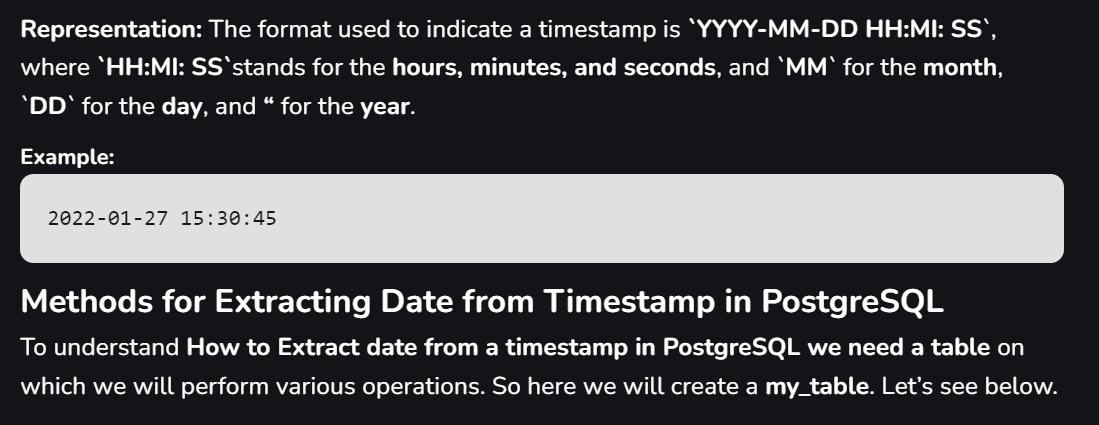 Representation: The format used to indicate a timestamp is `YYYY-MM-DD HH:MI: SS`,
where `HH:MI: SS`stands for the hours, minutes, and seconds, and `MM` for the month,
`DD` for the day, and “ for the year.
Example:
2022-01-27 15:30:45
Methods for Extracting Date from Timestamp in PostgreSQL
To understand How to Extract date from a timestamp in PostgreSQL we need a table on
which we will perform various operations. So here we will create a my_table. Let’s see below.